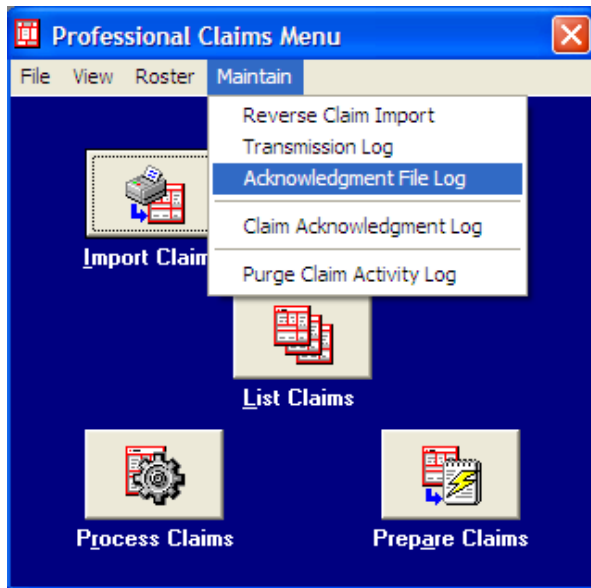 Professional Claims Menu
File View Roster Maintain
Reverse Claim Import
Transmission Log
Acknowledgment File Log
Claim Acknowledgment Log
Purge Claim Activity Log
Import Claim
List Claims
Process Claims
Prepare Claims